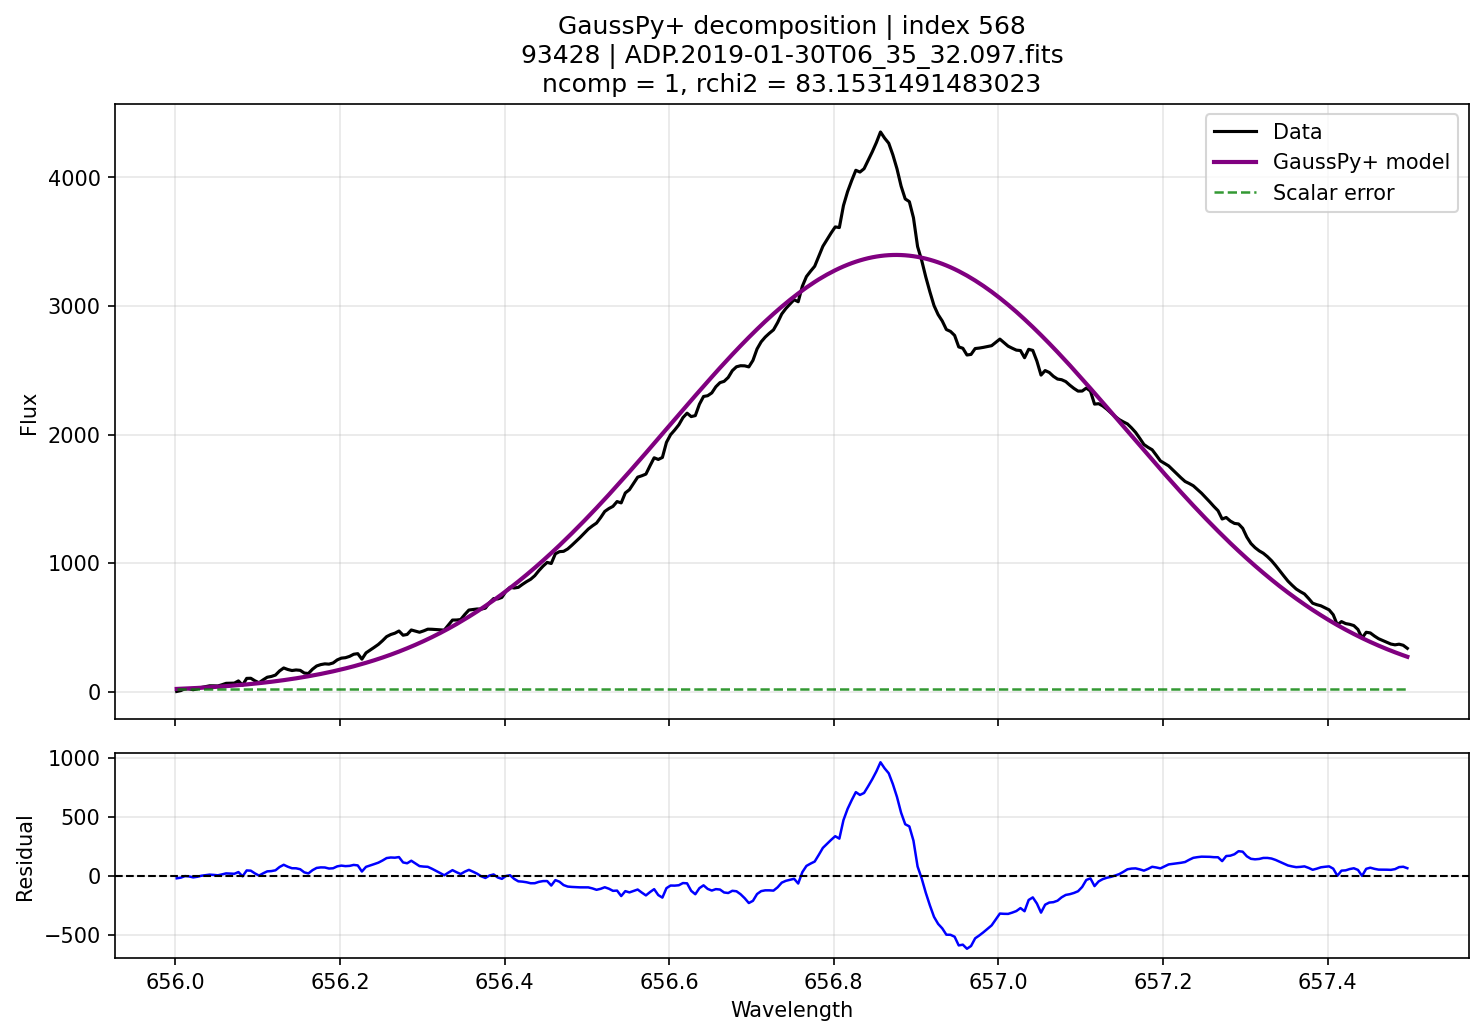 GaussPy+ decomposition | index 568
93428 | ADP.2019-01-30T06_35_32.097.fits
ncomp = 1, rchi2 = 83.1531491483023
Data
GaussPy+ model
Scalar error
Flux
4000
3000
2000
1000
0
Residual
1000
500
0
−500
656.0 656.2 656.4 656.6 656.8 657.0 657.2 657.4
Wavelength